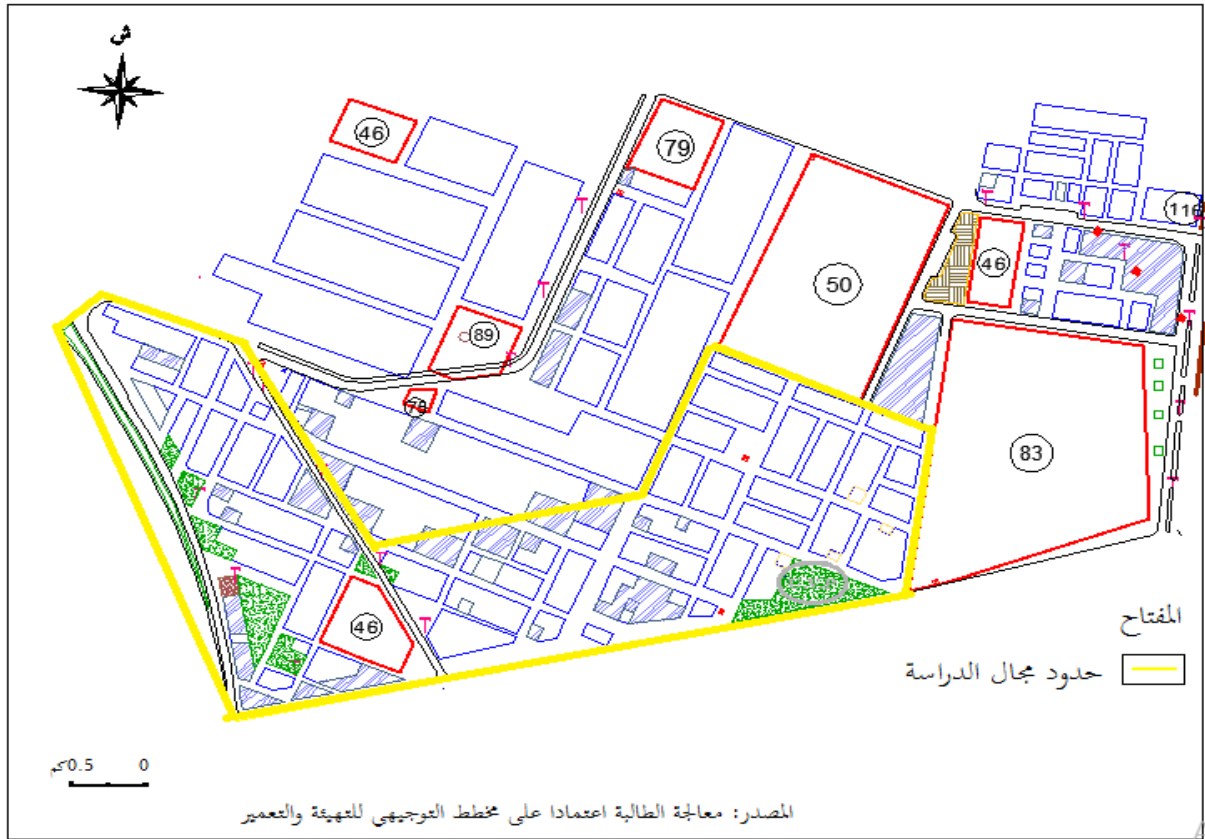 ش
46
79
116
46
50
89
78
83
46
المفتاح
حدود مجال الدراسة
0 0.5كم
المصدر: معالجة الطالبة اعتمادا على مخطط التوجيهي للتهيئة والتعمير